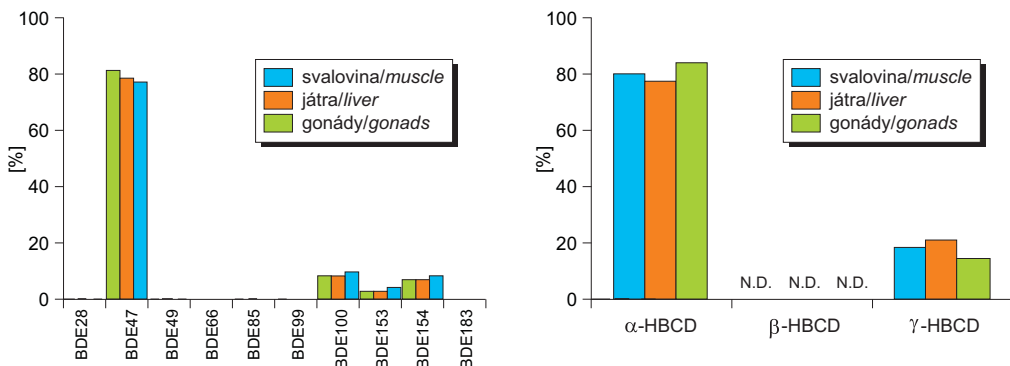 100
80
60
40
20
0
[%]
svalovina/muscle
játra/liver
gonády/gonads
BDE28
BDE47
BDE49
BDE66
BDE85
BDE99
BDE100
BDE153
BDE154
BDE183
100
80
60
40
20
0
[%]
svalovina/muscle
játra/liver
gonády/gonads
N.D. N.D. N.D.
α-HBCD β-HBCD γ-HBCD